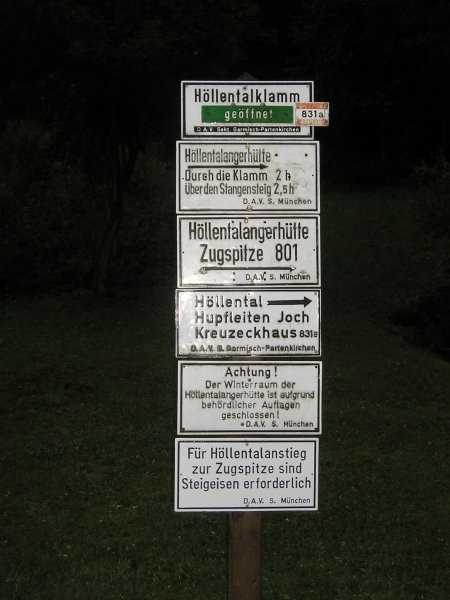 Höllentalklamm
geöffnet
831a
D.A.V. Sekt. Garmisch-Partenkirchen
Höllentalangerhütte
Durch die Klamm 2 h
Über den Stangensteig 2,5 h
D.A.V. S. München
Höllentalangerhütte
Zugspitze 801
D.A.V. S. München
Höllental
Hupfleiten Joch
Kreuzeckhaus 831a
D.A.V. S. Garmisch-Partenkirchen
Achtung!
Der Winterraum der
Höllentalangerhütte ist aufgrund
behördlicher Auflagen
geschlossen!
D.A.V. S. München
Für Höllentalanstieg
zur Zugspitze sind
Steigeisen erforderlich
D.A.V. S. München